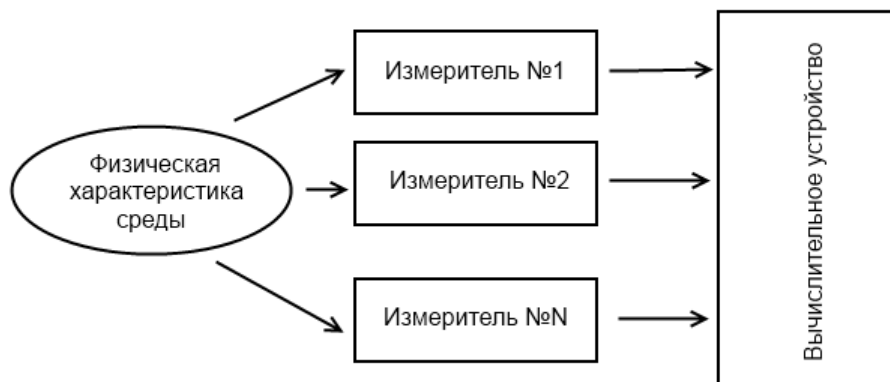 Физическая
характеристика
среды
Измеритель №1
Измеритель №2
Измеритель №N
Вычислительное устройство